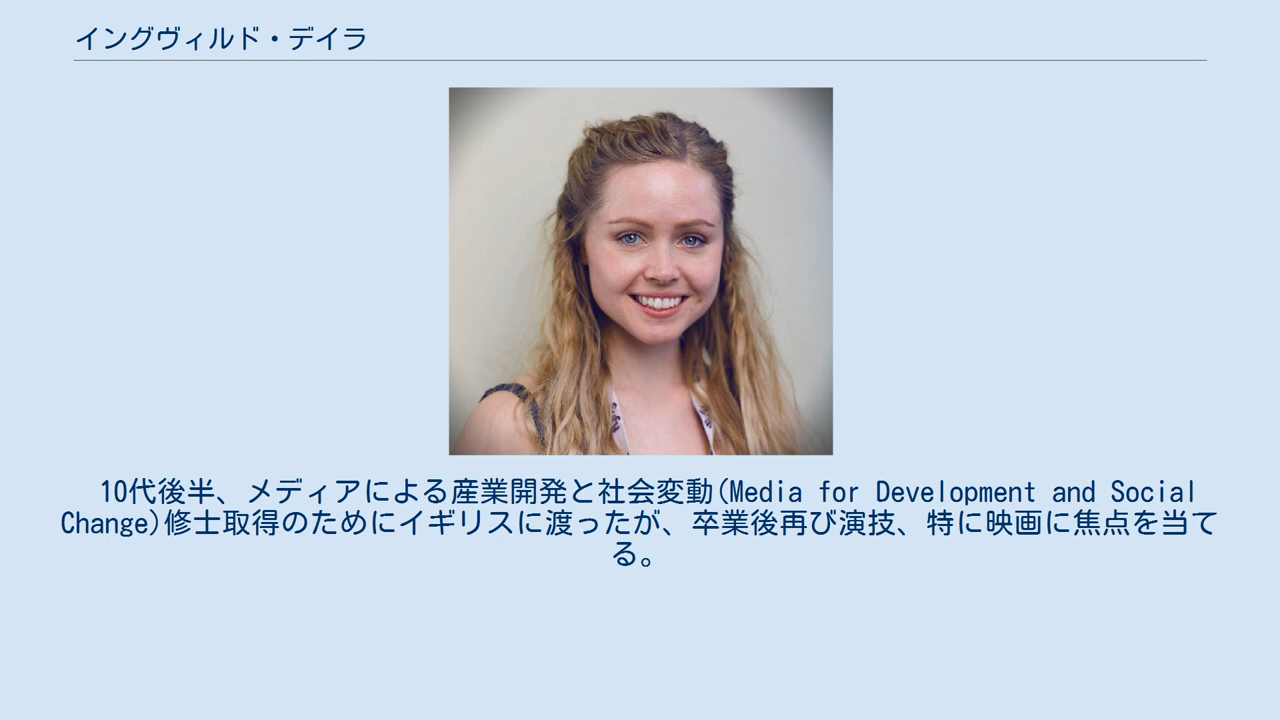 イングヴィルド・デイラ
10代後半、メディアによる産業開発と社会変動(Media for Development and Social
Change)修士取得のためにイギリスに渡ったが、卒業後再び演技、特に映画に焦点を当て
る。